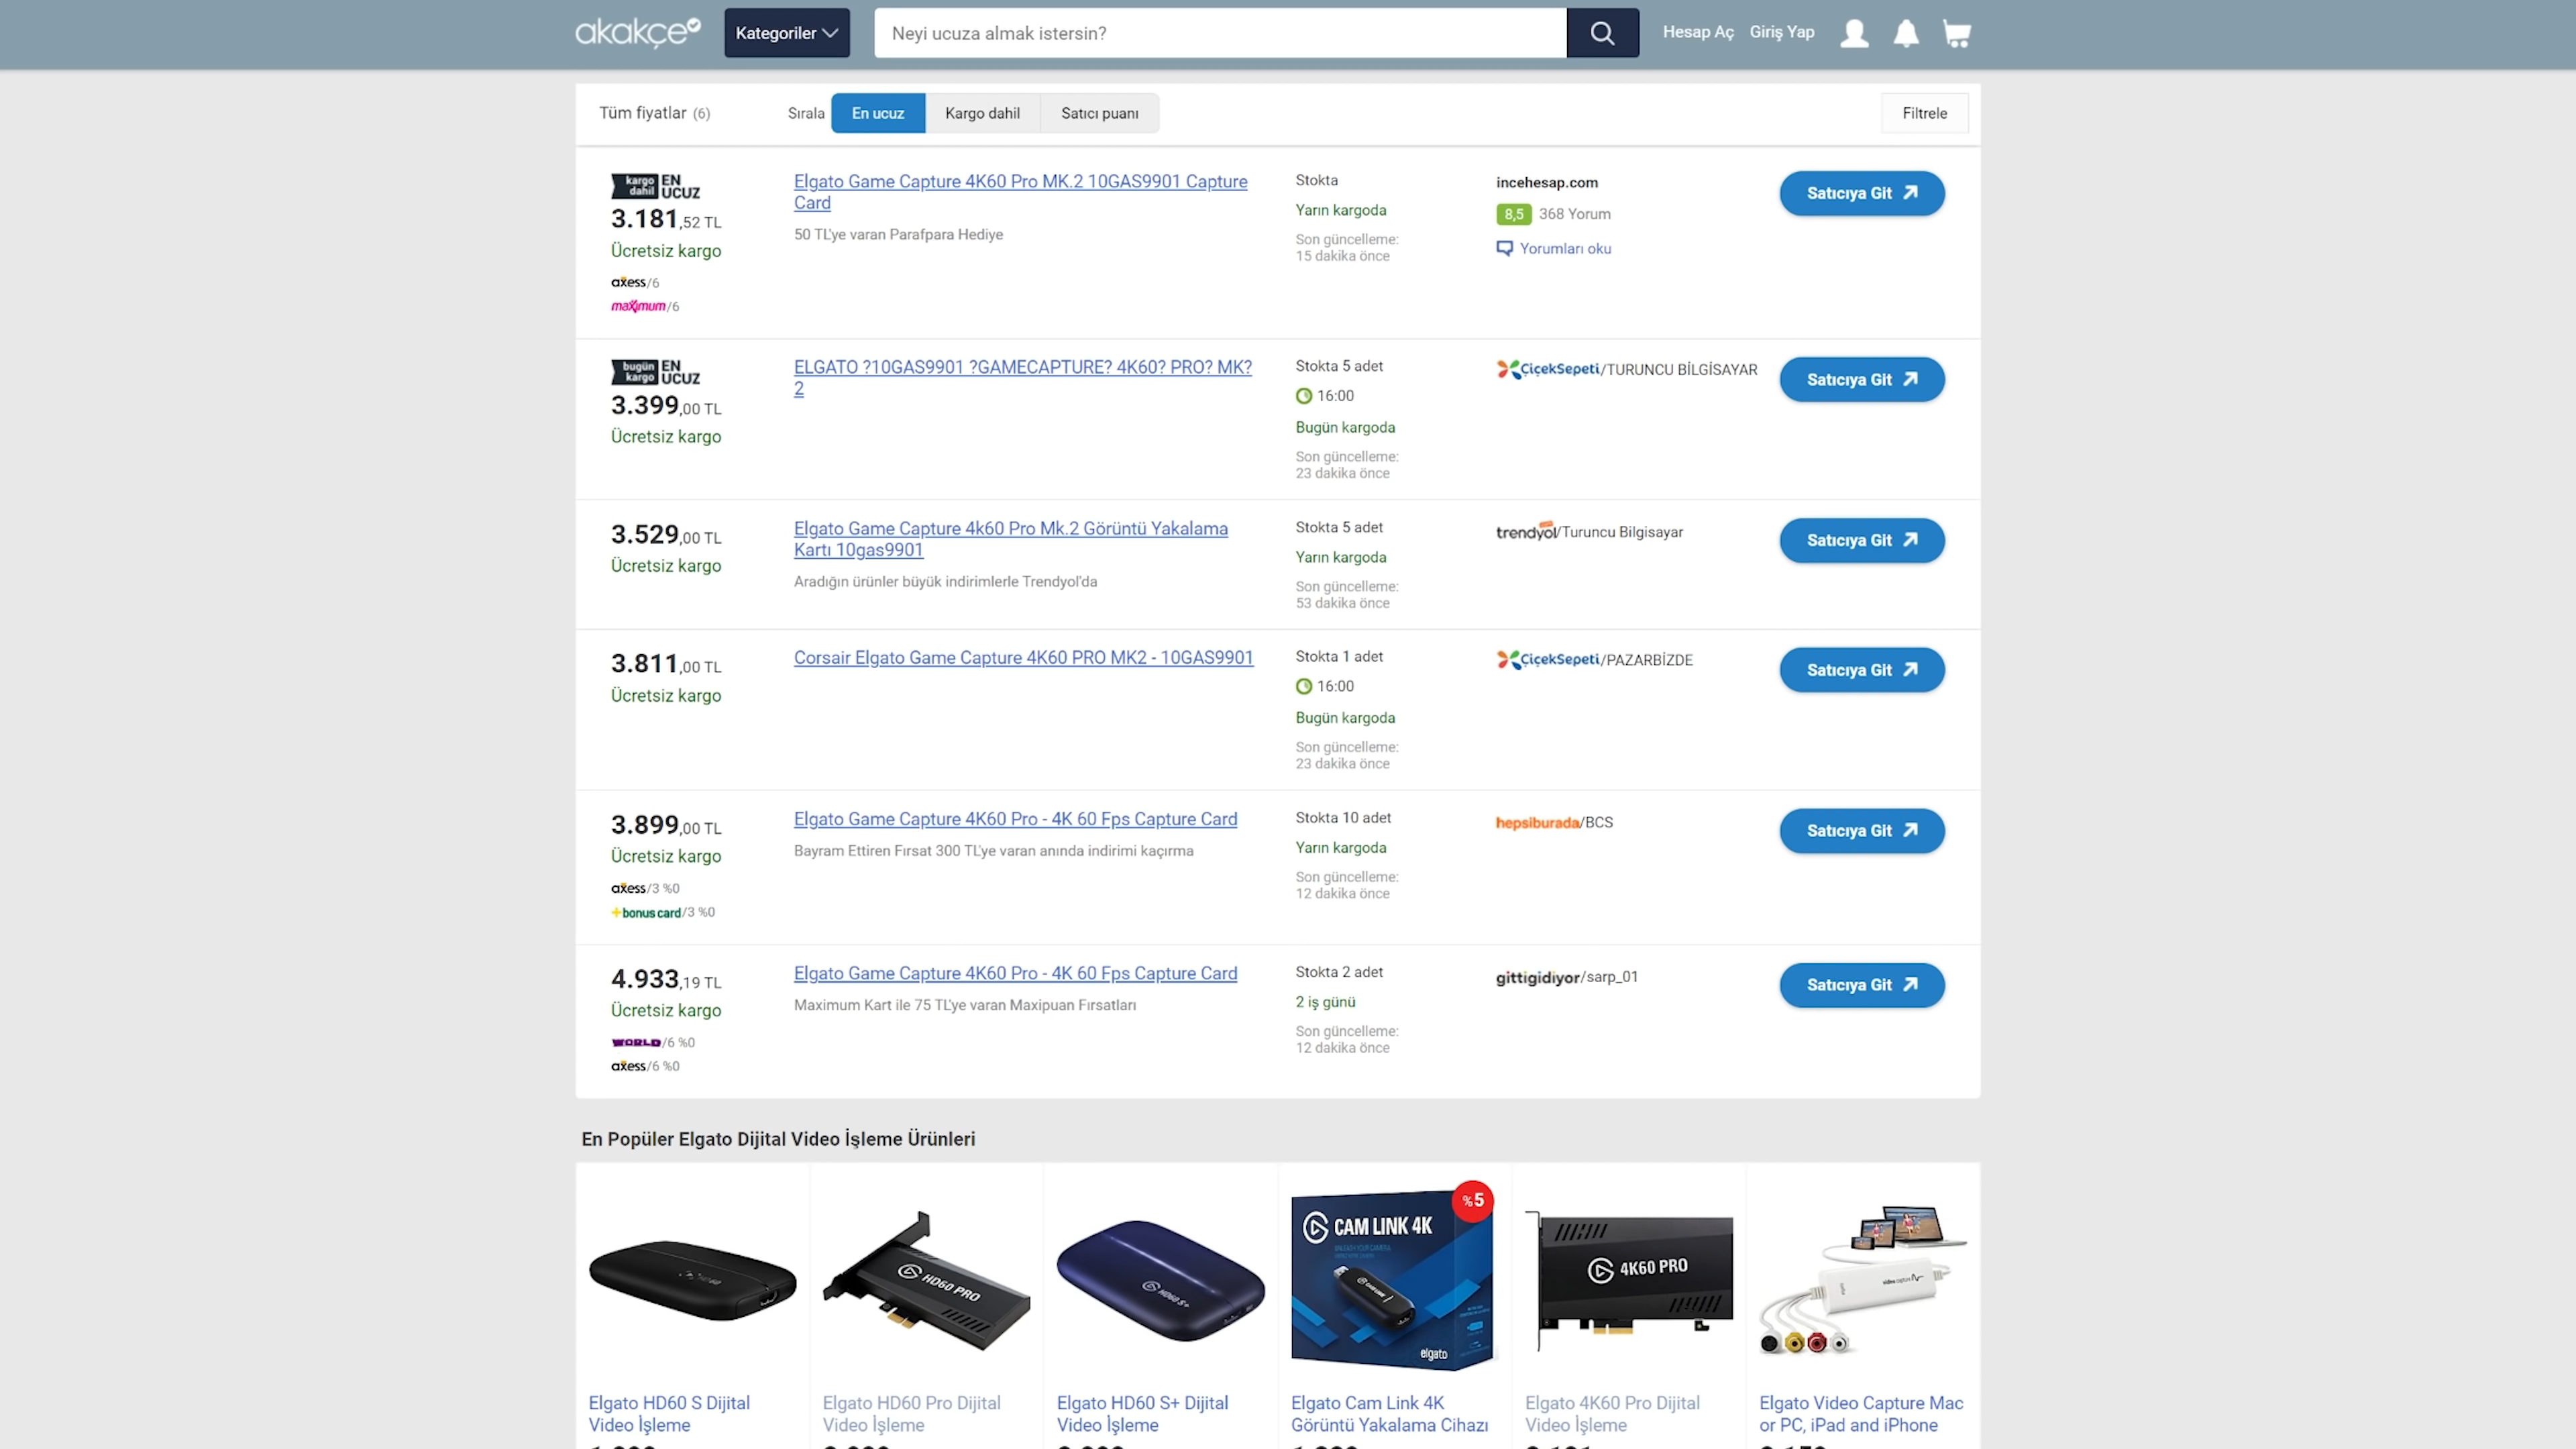 akakçe
Kategoriler
Neyi ucuza almak istersin?
Hesap Aç Giriş Yap
Tüm fiyatlar (6)
Sırala En ucuz Kargo dahil Satıcı puanı
Filtrele
kargo dahil EN UCUZ
3.181,52 TL
Ücretsiz kargo
axess/6
maximum/6
Elgato Game Capture 4K60 Pro MK.2 10GAS9901 Capture
Card
50 TL'ye varan Parafpara Hediye
Stokta
Yarın kargoda
Son güncelleme:
15 dakika önce
incehesap.com
8,5 368 Yorum
Yorumları oku
Satıcıya Git
bugün kargo EN UCUZ
3.399,00 TL
Ücretsiz kargo
ELGATO ?10GAS9901 ?GAMECAPTURE? 4K60? PRO? MK?
2
Stokta 5 adet
16:00
Bugün kargoda
Son güncelleme:
23 dakika önce
ÇiçekSepeti/TURUNCU BİLGİSAYAR
Satıcıya Git
3.529,00 TL
Ücretsiz kargo
Elgato Game Capture 4k60 Pro Mk.2 Görüntü Yakalama
Kartı 10gas9901
Aradığın ürünler büyük indirimlerle Trendyol'da
Stokta 5 adet
Yarın kargoda
Son güncelleme:
53 dakika önce
trendyol/Turuncu Bilgisayar
Satıcıya Git
3.811,00 TL
Ücretsiz kargo
Corsair Elgato Game Capture 4K60 PRO MK2 - 10GAS9901
Stokta 1 adet
16:00
Bugün kargoda
Son güncelleme:
23 dakika önce
ÇiçekSepeti/PAZARBİZDE
Satıcıya Git
3.899,00 TL
Ücretsiz kargo
axess/3 %0
bonus card/3 %0
Elgato Game Capture 4K60 Pro - 4K 60 Fps Capture Card
Bayram Ettiren Fırsat 300 TL'ye varan anında indirimi kaçırma
Stokta 10 adet
Yarın kargoda
Son güncelleme:
12 dakika önce
hepsiburada/BCS
Satıcıya Git
4.933,19 TL
Ücretsiz kargo
WORLD/6 %0
axess/6 %0
Elgato Game Capture 4K60 Pro - 4K 60 Fps Capture Card
Maximum Kart ile 75 TL'ye varan Maxipuan Fırsatları
Stokta 2 adet
2 iş günü
Son güncelleme:
12 dakika önce
gittigidiyor/sarp_01
Satıcıya Git
En Popüler Elgato Dijital Video İşleme Ürünleri
HD60
HD60 PRO
HD60 S+
%5
CAM LINK 4K
elgato
4K60 PRO
video capture
Elgato HD60 S Dijital
Video İşleme
Elgato HD60 Pro Dijital
Video İşleme
Elgato HD60 S+ Dijital
Video İşleme
Elgato Cam Link 4K
Görüntü Yakalama Cihazı
Elgato 4K60 Pro Dijital
Video İşleme
Elgato Video Capture Mac
or PC, iPad and iPhone